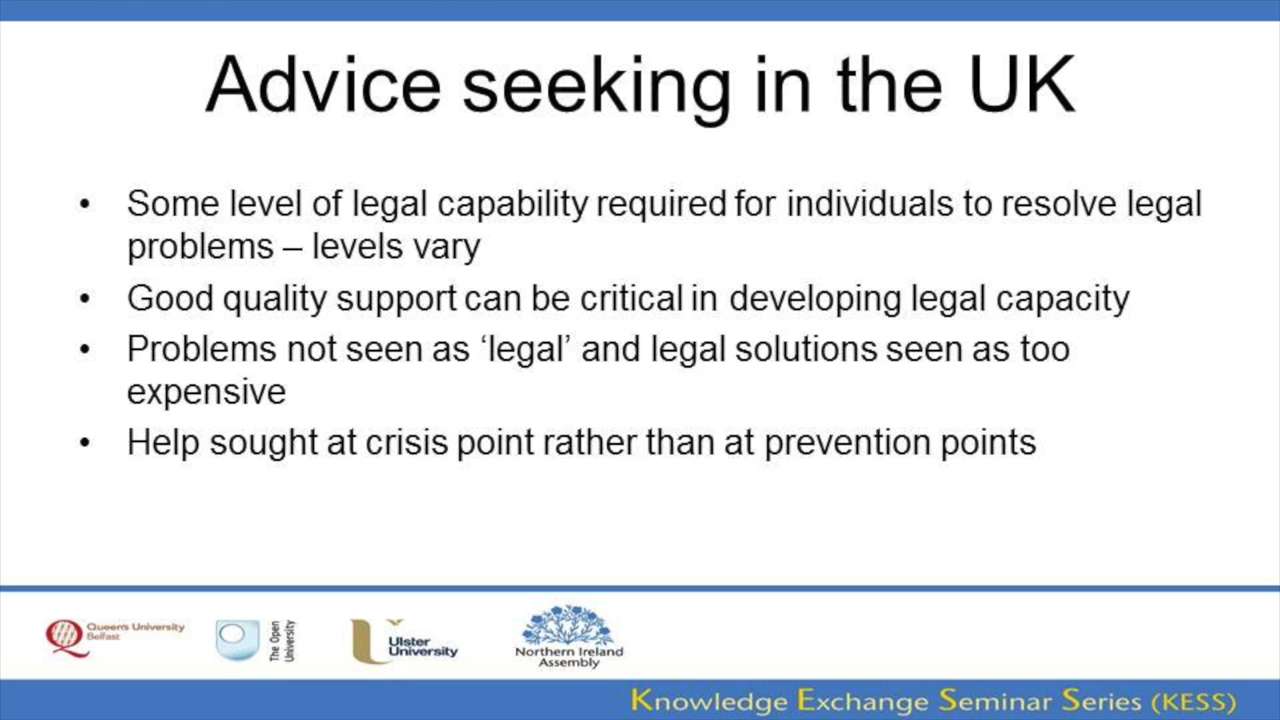 Advice seeking in the UK
• Some level of legal capability required for individuals to resolve legal
problems – levels vary
• Good quality support can be critical in developing legal capacity
• Problems not seen as ‘legal’ and legal solutions seen as too
expensive
• Help sought at crisis point rather than at prevention points
Queen's University
Belfast
The Open
University
Ulster
University
Northern Ireland
Assembly
Knowledge Exchange Seminar Series (KESS)